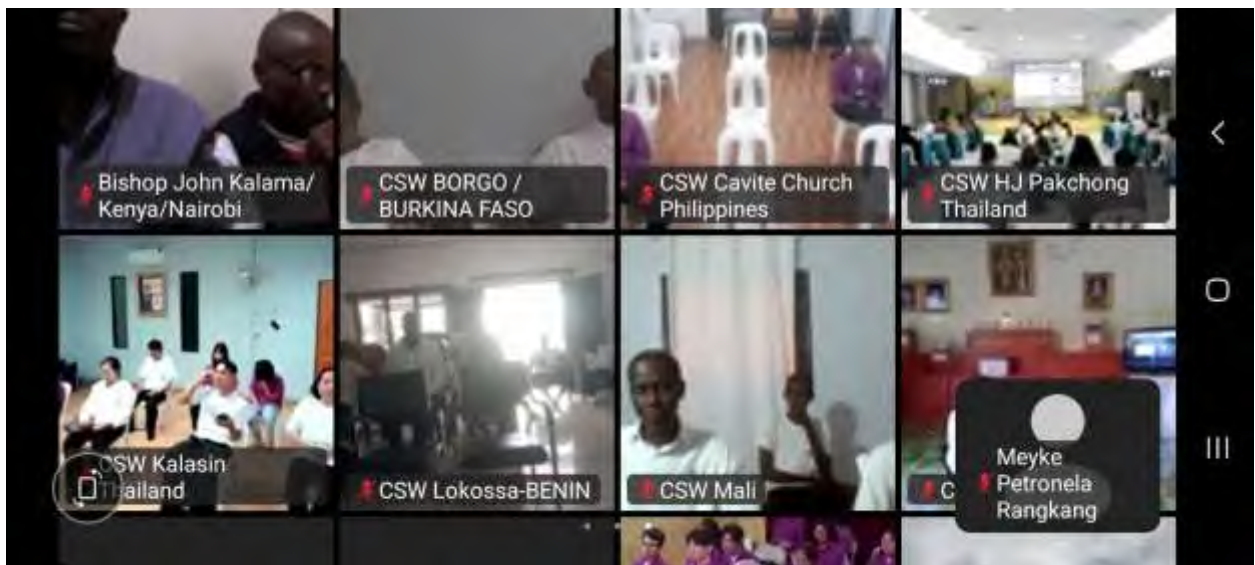 Bishop John Kalama/
Kenya/Nairobi
CSW BORGO /
BURKINA FASO
CSW Cavite Church
Philippines
CSW HJ Pakchong
Thailand
CSW Kalasin
Thailand
CSW Lokossa-BENIN
CSW Mali
C
Meyke
Petronela
Rangkang